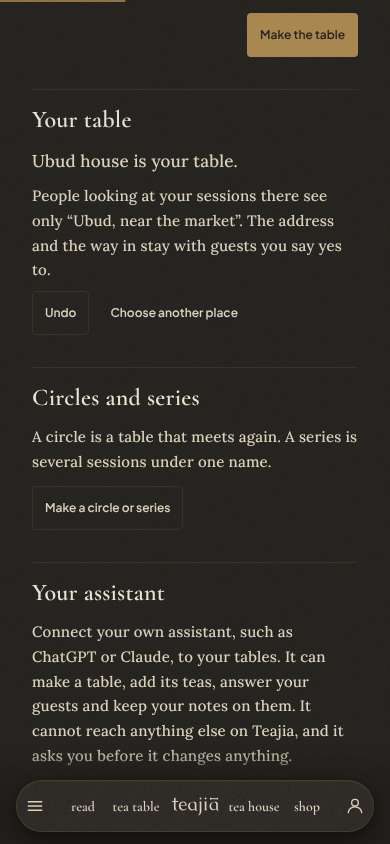 Make the table
Your table
Ubud house is your table.
People looking at your sessions there see
only “Ubud, near the market”. The address
and the way in stay with guests you say yes
to.
Undo
Choose another place
Circles and series
A circle is a table that meets again. A series is
several sessions under one name.
Make a circle or series
Your assistant
Connect your own assistant, such as
ChatGPT or Claude, to your tables. It can
make a table, add its teas, answer your
guests and keep your notes on them. It
cannot reach anything else on Teajia, and it
asks you before it changes anything.
read
tea table
teajiā
tea house
shop